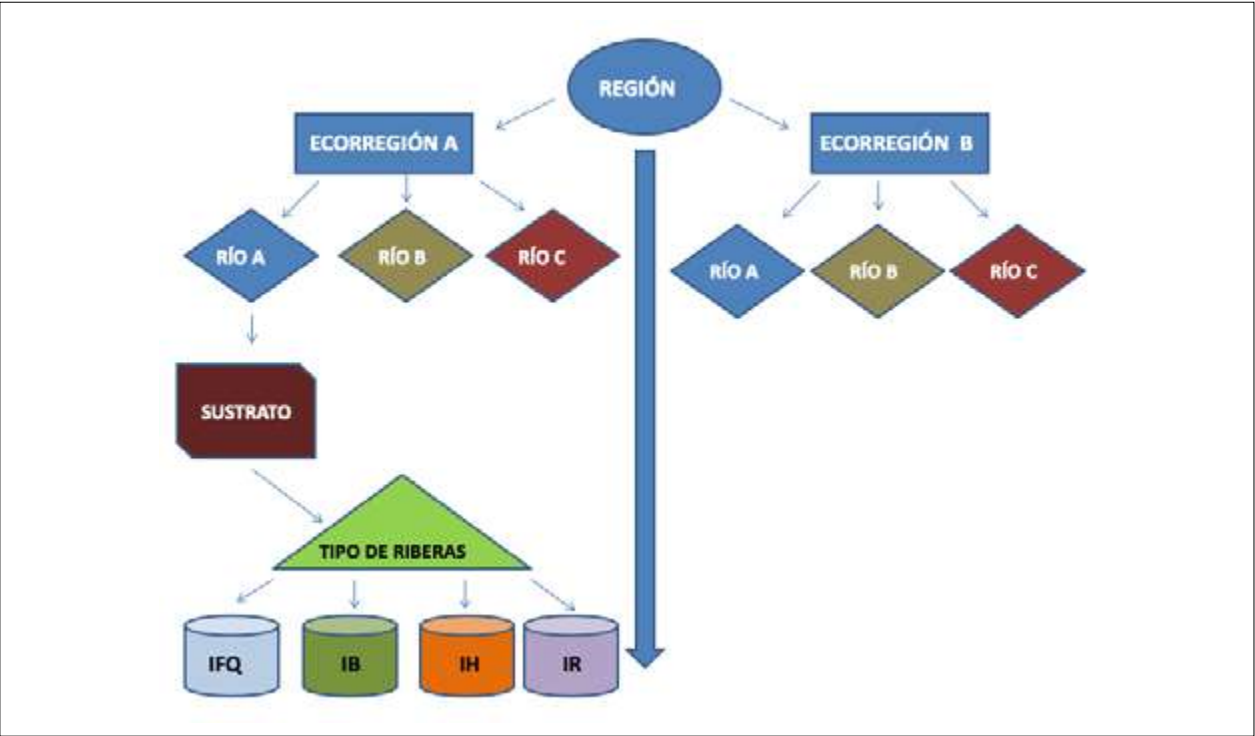 REGIÓN
ECORREGIÓN A
ECORREGIÓN B
RÍO A
RÍO B
RÍO C
RÍO A
RÍO B
RÍO C
SUSTRATO
TIPO DE RIBERAS
IFQ
IB
IH
IR